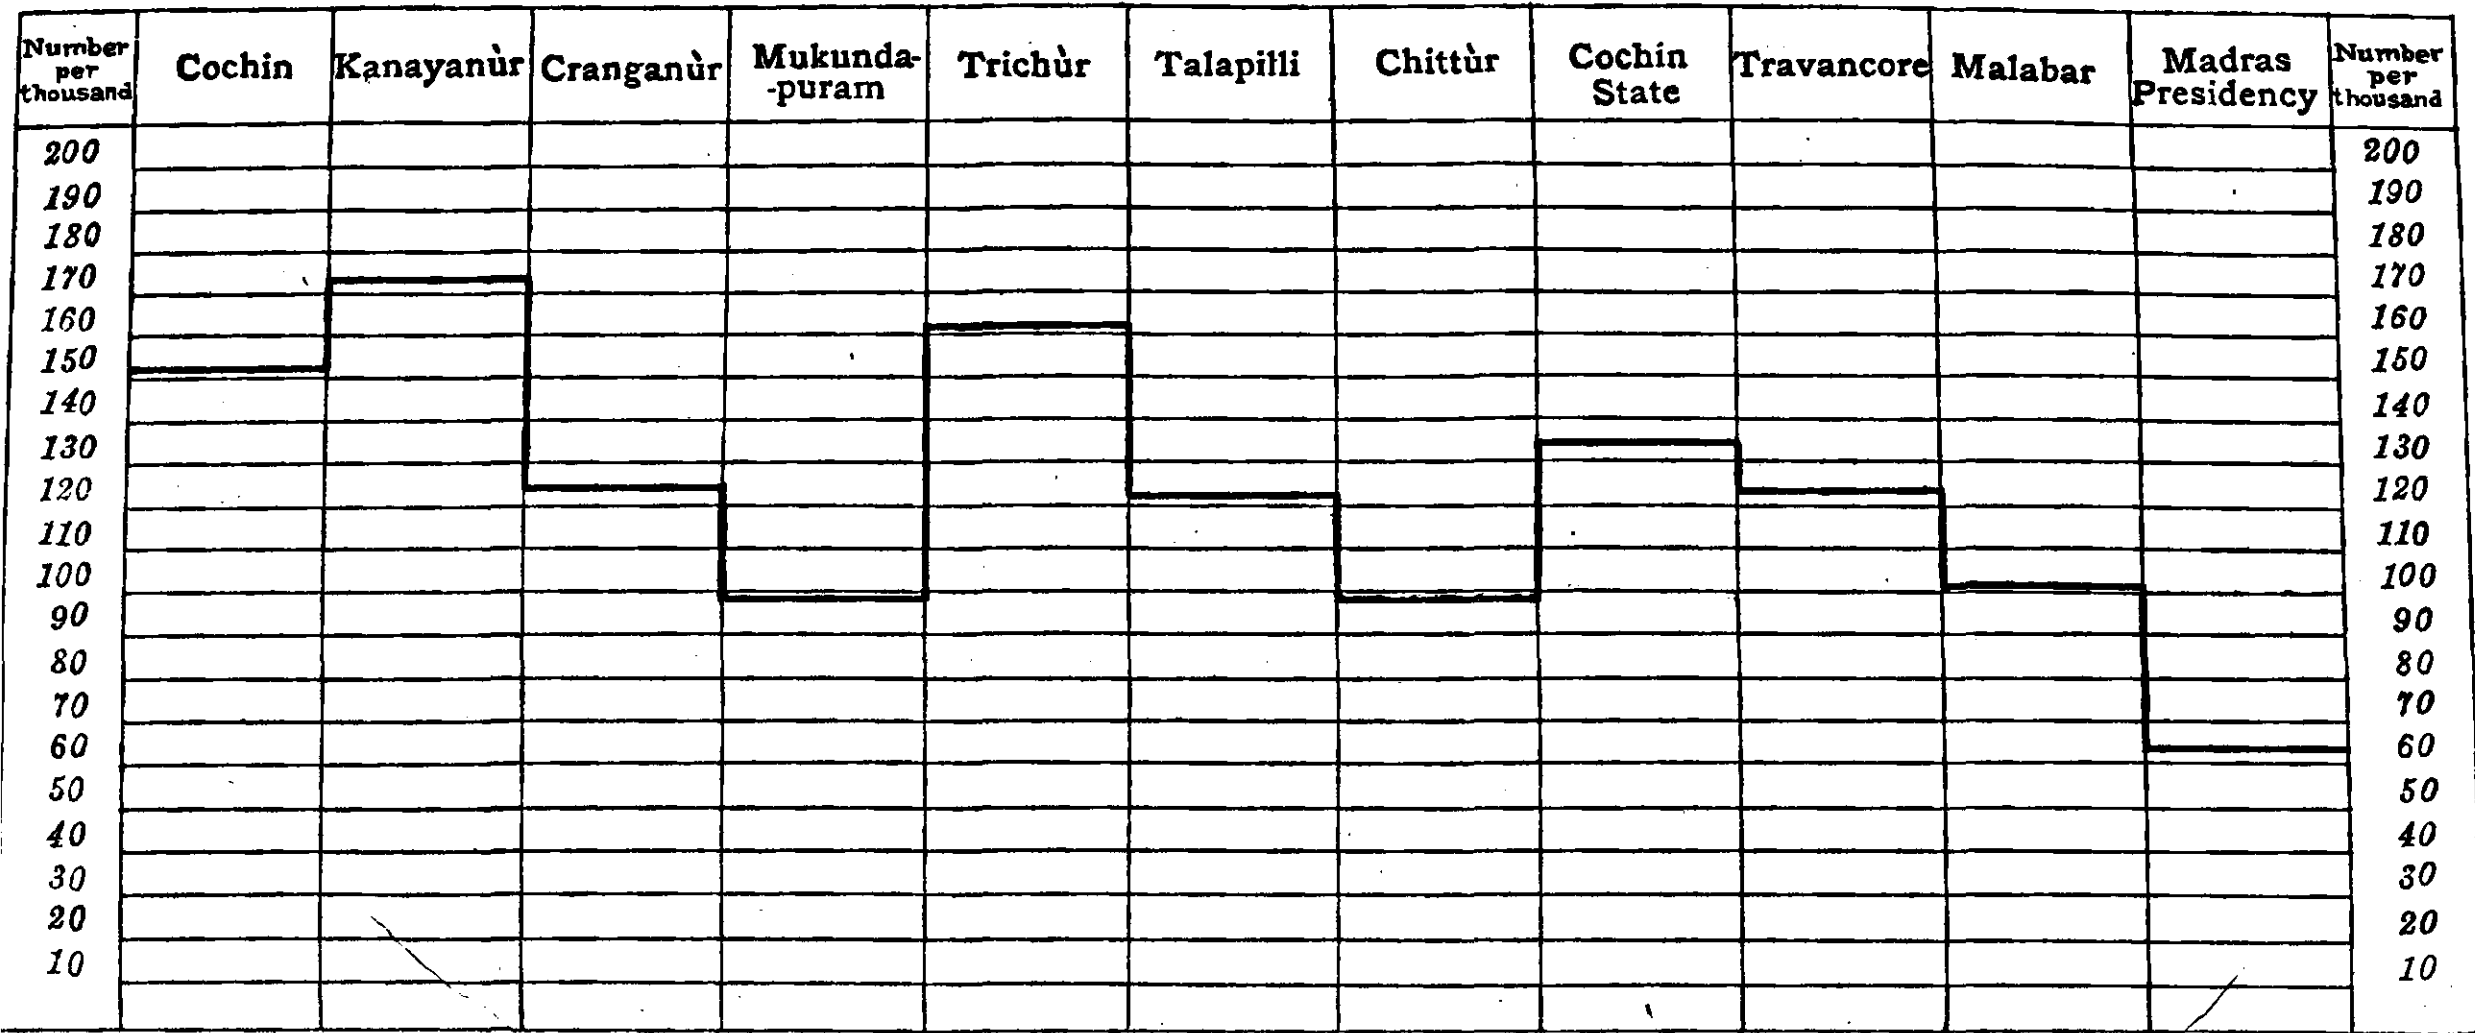 Number per thousand
Cochin
Kanayanùr
Cranganùr
Mukunda-
-puram
Trichùr
Talapilli
Chittùr
Cochin
State
Travancore
Malabar
Madras
Presidency
Number
per
thousand
200 200
190 190
180 180
170 170
160 160
150 150
140 140
130 130
120 120
110 110
100 100
90 90
80 80
70 70
60 60
50 50
40 40
30 30
20 20
10 10